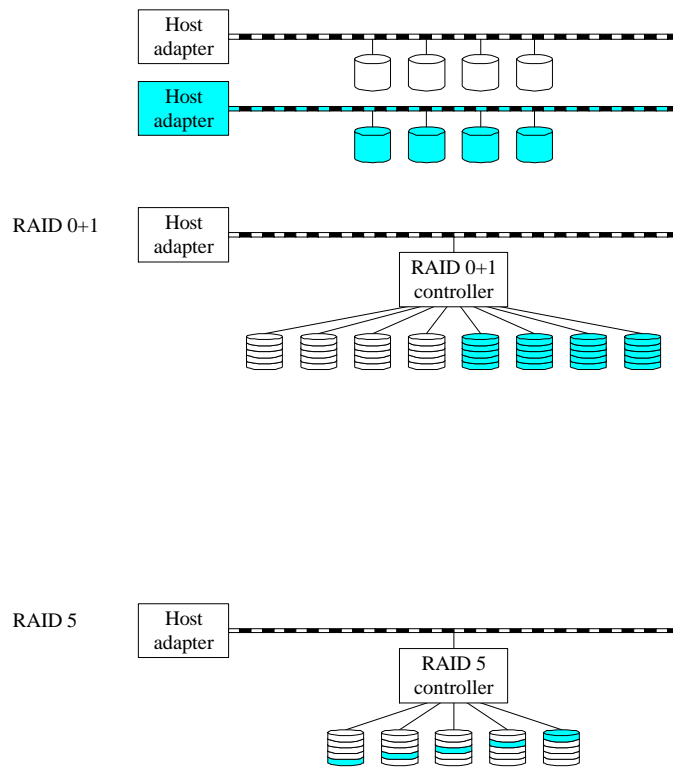 Host
adapter
Host
adapter
RAID 0+1
Host
adapter
RAID 0+1
controller
RAID 5
Host
adapter
RAID 5
controller